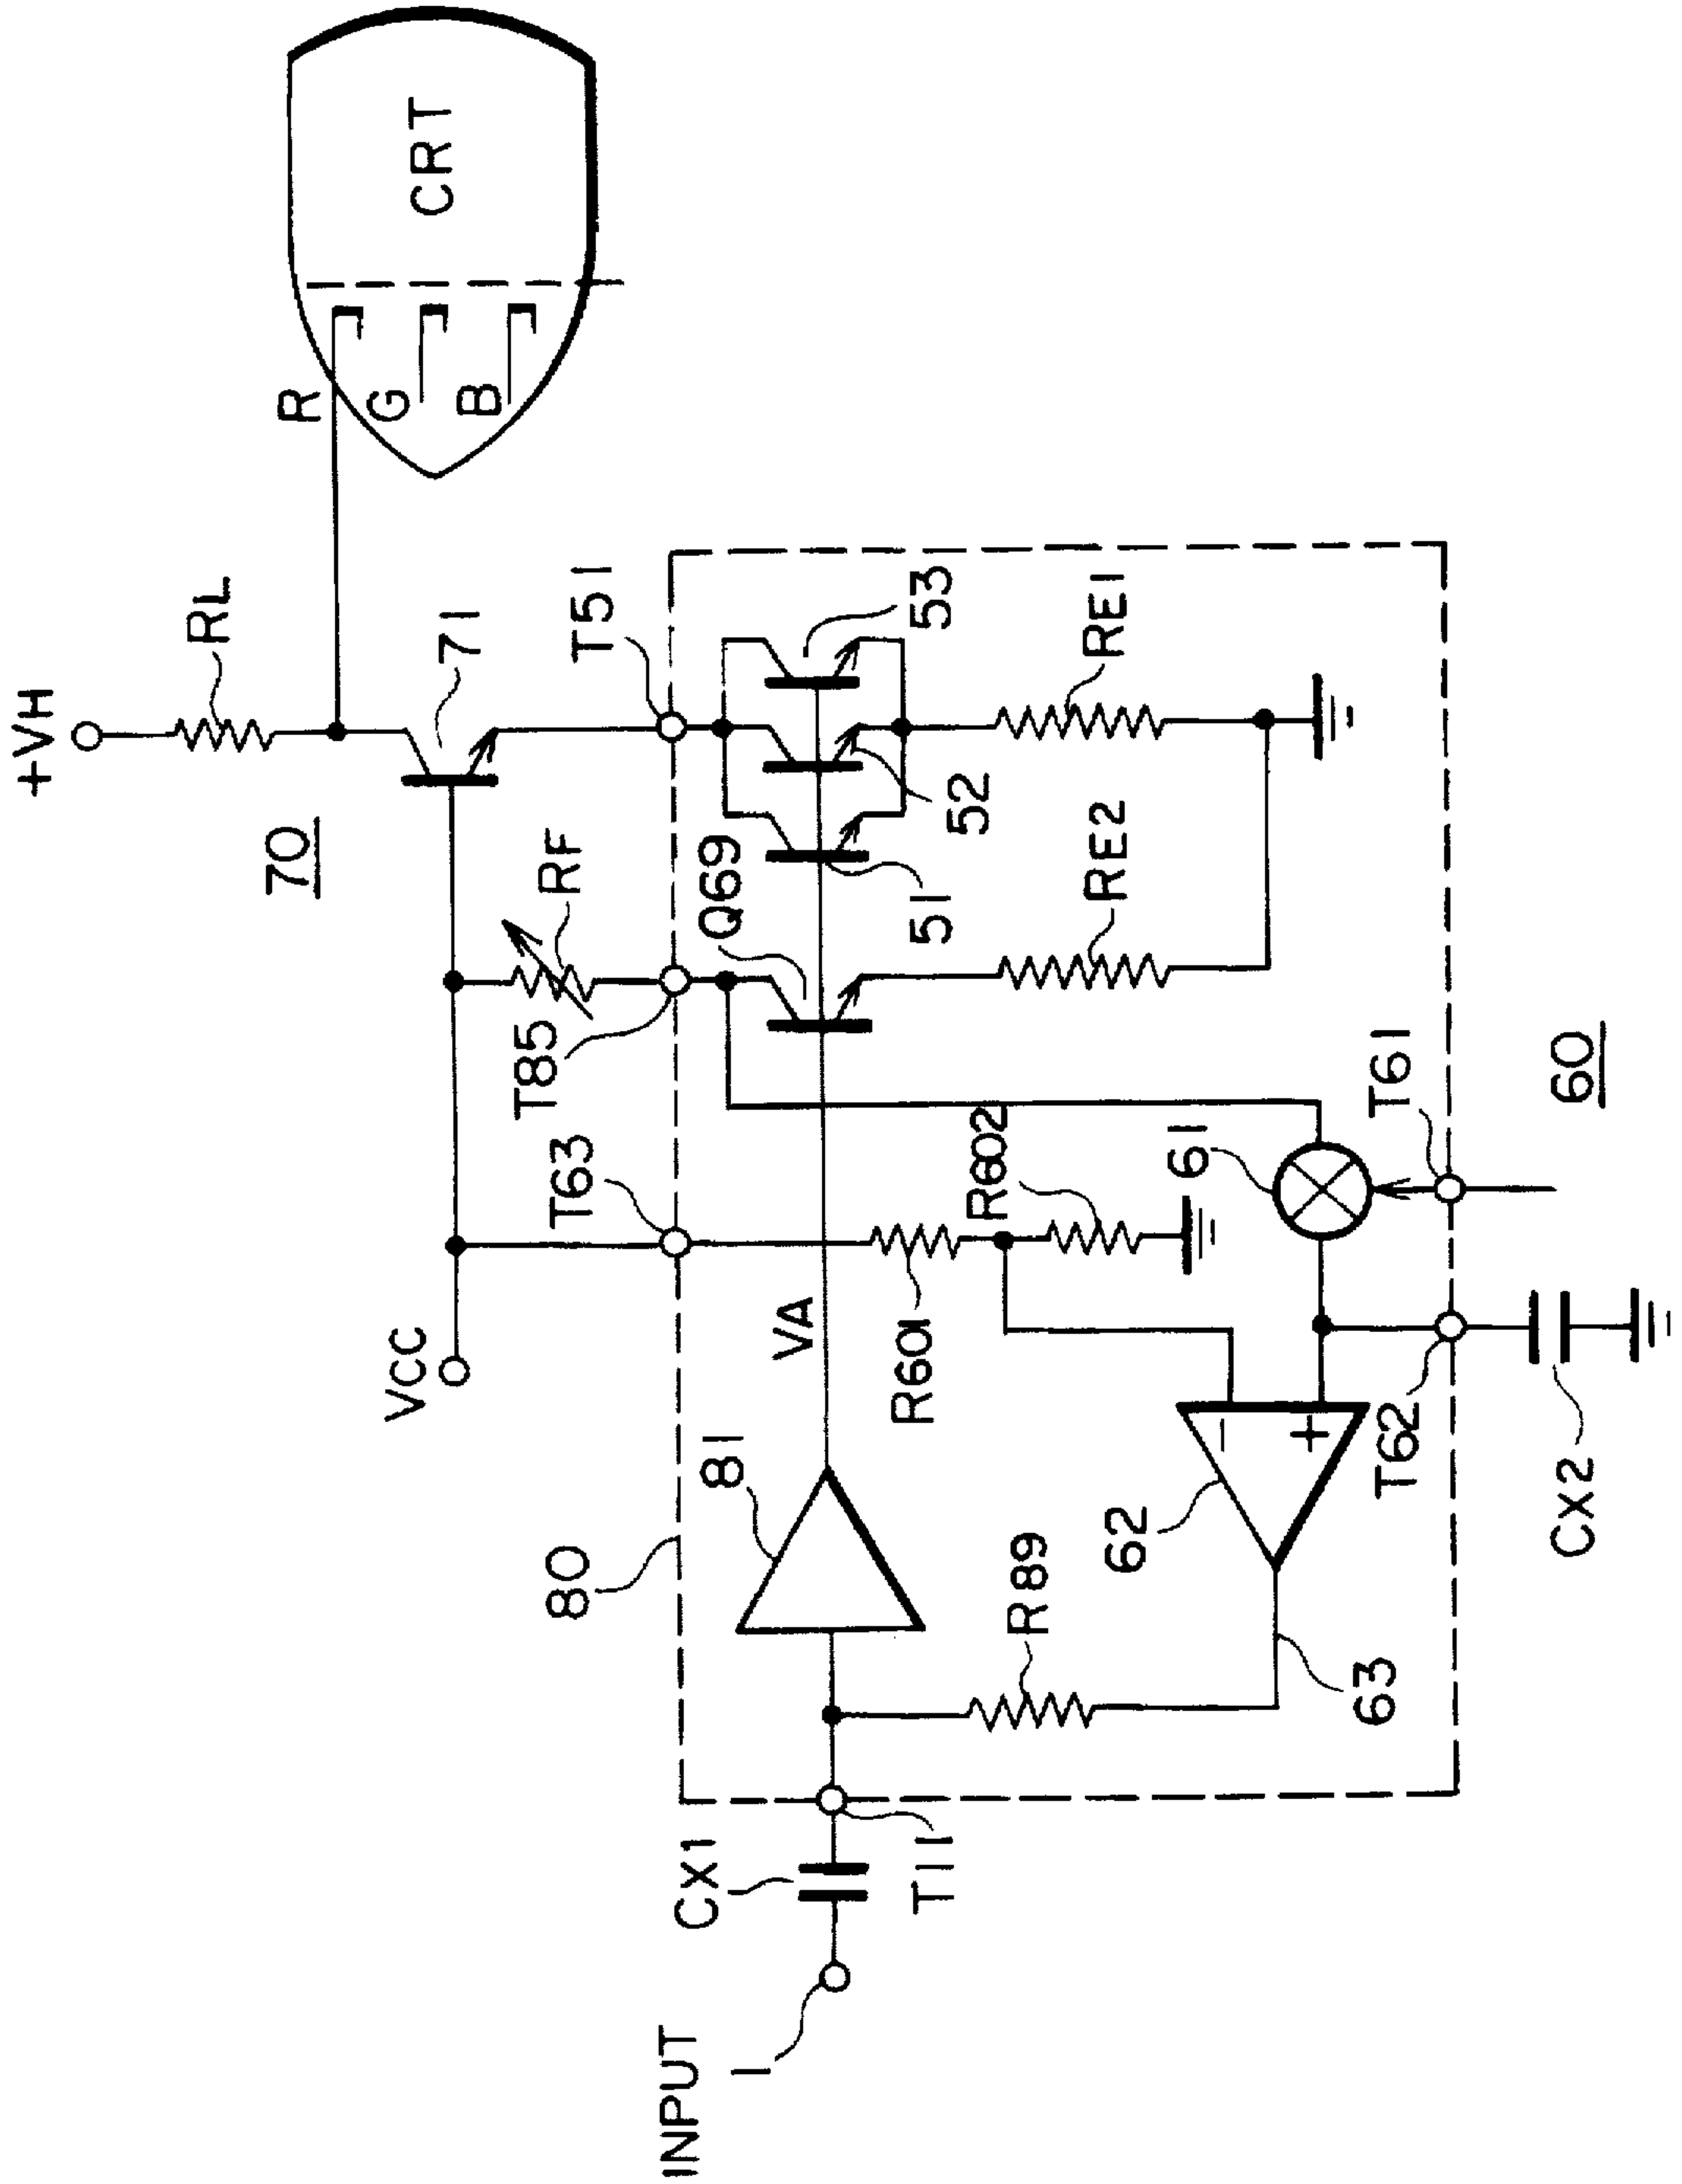 +VH
RL
70
71
R
G
B
CRT
VCC
RF
T63
T85
T51
80
81
VA
Q69
51
52
53
R601
R602
RE2
RE1
INPUT
1
CX1
T11
R89
62
−
+
63
61
T62
T61
CX2
60